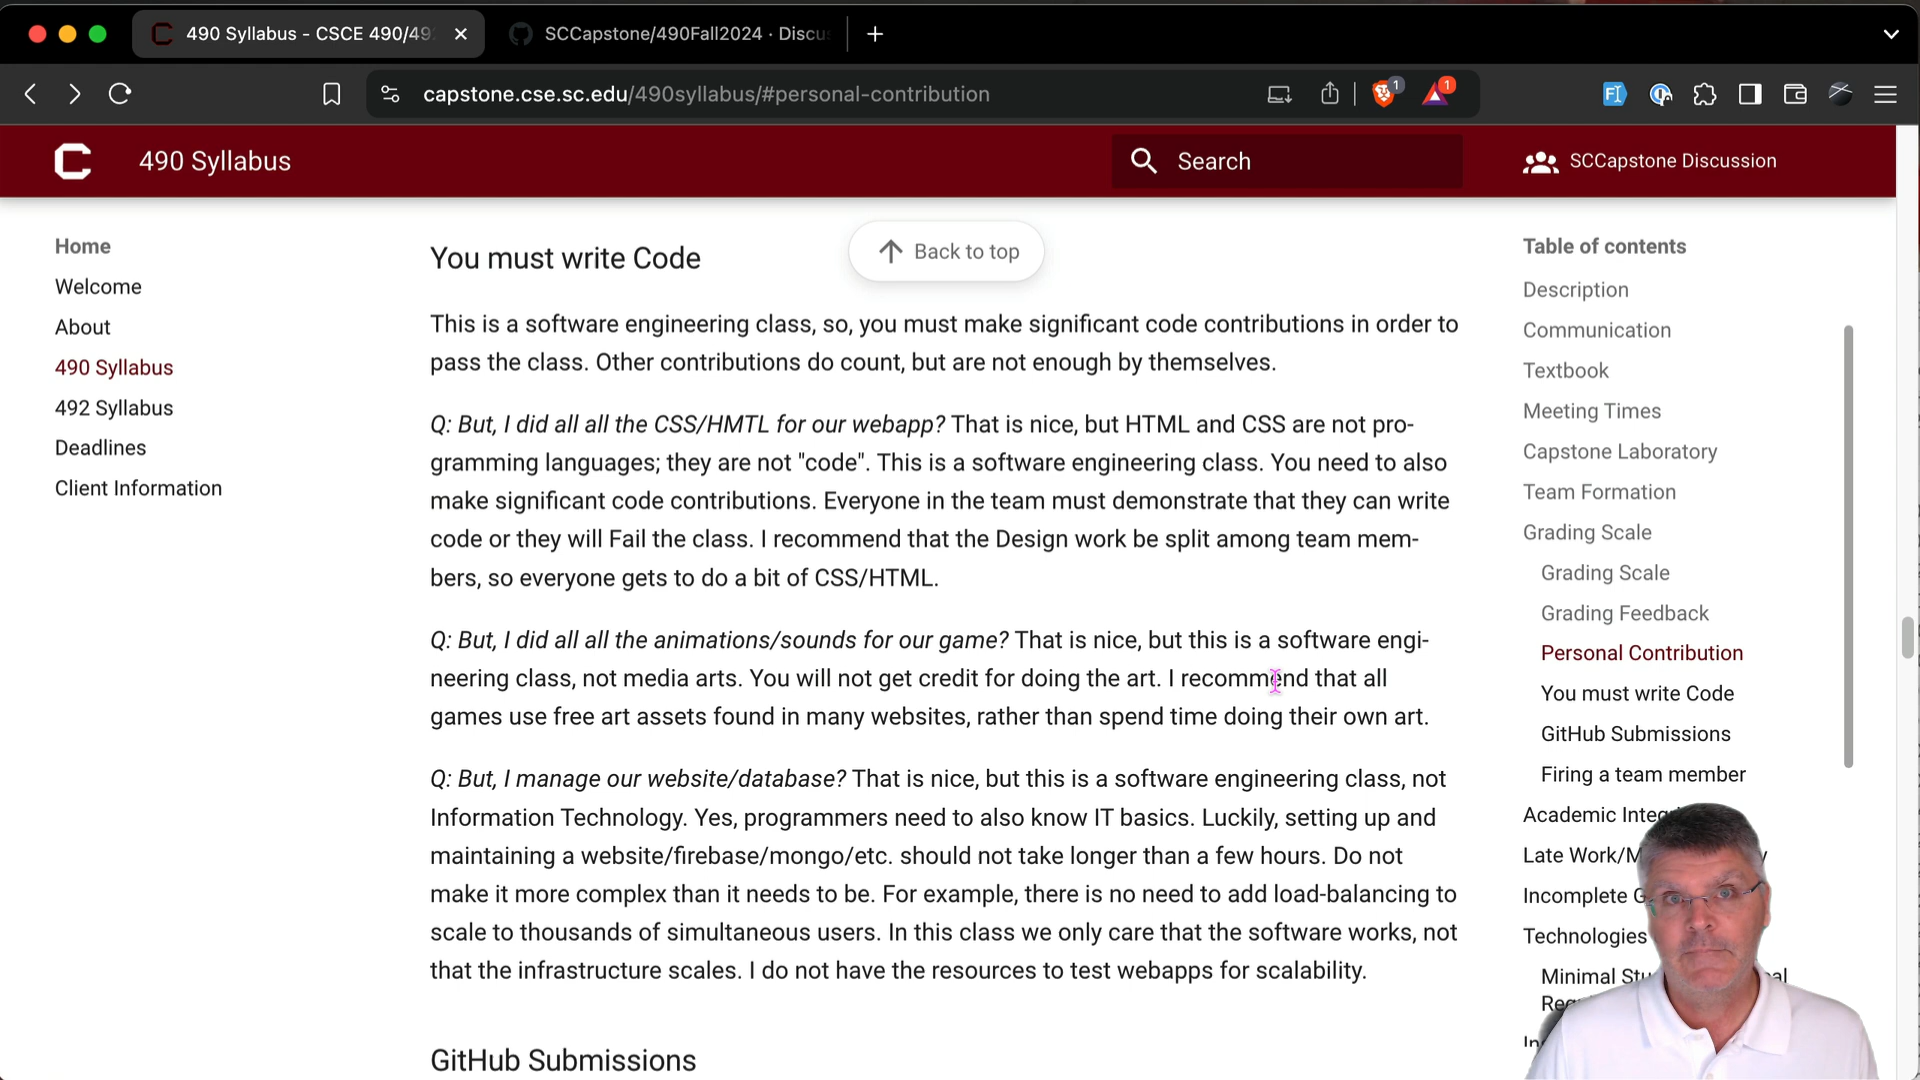 490 Syllabus - CSCE 490/492
SCCapstone/490Fall2024 · Discu
capstone.cse.sc.edu/490syllabus/#personal-contribution
1
1
490 Syllabus
Search
SCCapstone Discussion
Home
Welcome
About
490 Syllabus
492 Syllabus
Deadlines
Client Information
Back to top
You must write Code
This is a software engineering class, so, you must make significant code contributions in order to
pass the class. Other contributions do count, but are not enough by themselves.
Q: But, I did all all the CSS/HMTL for our webapp? That is nice, but HTML and CSS are not pro-
gramming languages; they are not "code". This is a software engineering class. You need to also
make significant code contributions. Everyone in the team must demonstrate that they can write
code or they will Fail the class. I recommend that the Design work be split among team mem-
bers, so everyone gets to do a bit of CSS/HTML.
Q: But, I did all all the animations/sounds for our game? That is nice, but this is a software engi-
neering class, not media arts. You will not get credit for doing the art. I recommend that all
games use free art assets found in many websites, rather than spend time doing their own art.
Q: But, I manage our website/database? That is nice, but this is a software engineering class, not
Information Technology. Yes, programmers need to also know IT basics. Luckily, setting up and
maintaining a website/firebase/mongo/etc. should not take longer than a few hours. Do not
make it more complex than it needs to be. For example, there is no need to add load-balancing to
scale to thousands of simultaneous users. In this class we only care that the software works, not
that the infrastructure scales. I do not have the resources to test webapps for scalability.
GitHub Submissions
Table of contents
Description
Communication
Textbook
Meeting Times
Capstone Laboratory
Team Formation
Grading Scale
Grading Scale
Grading Feedback
Personal Contribution
You must write Code
GitHub Submissions
Firing a team member
Academic Integ
Late Work/M
Incomplete G
Technologies
Minimal Stu